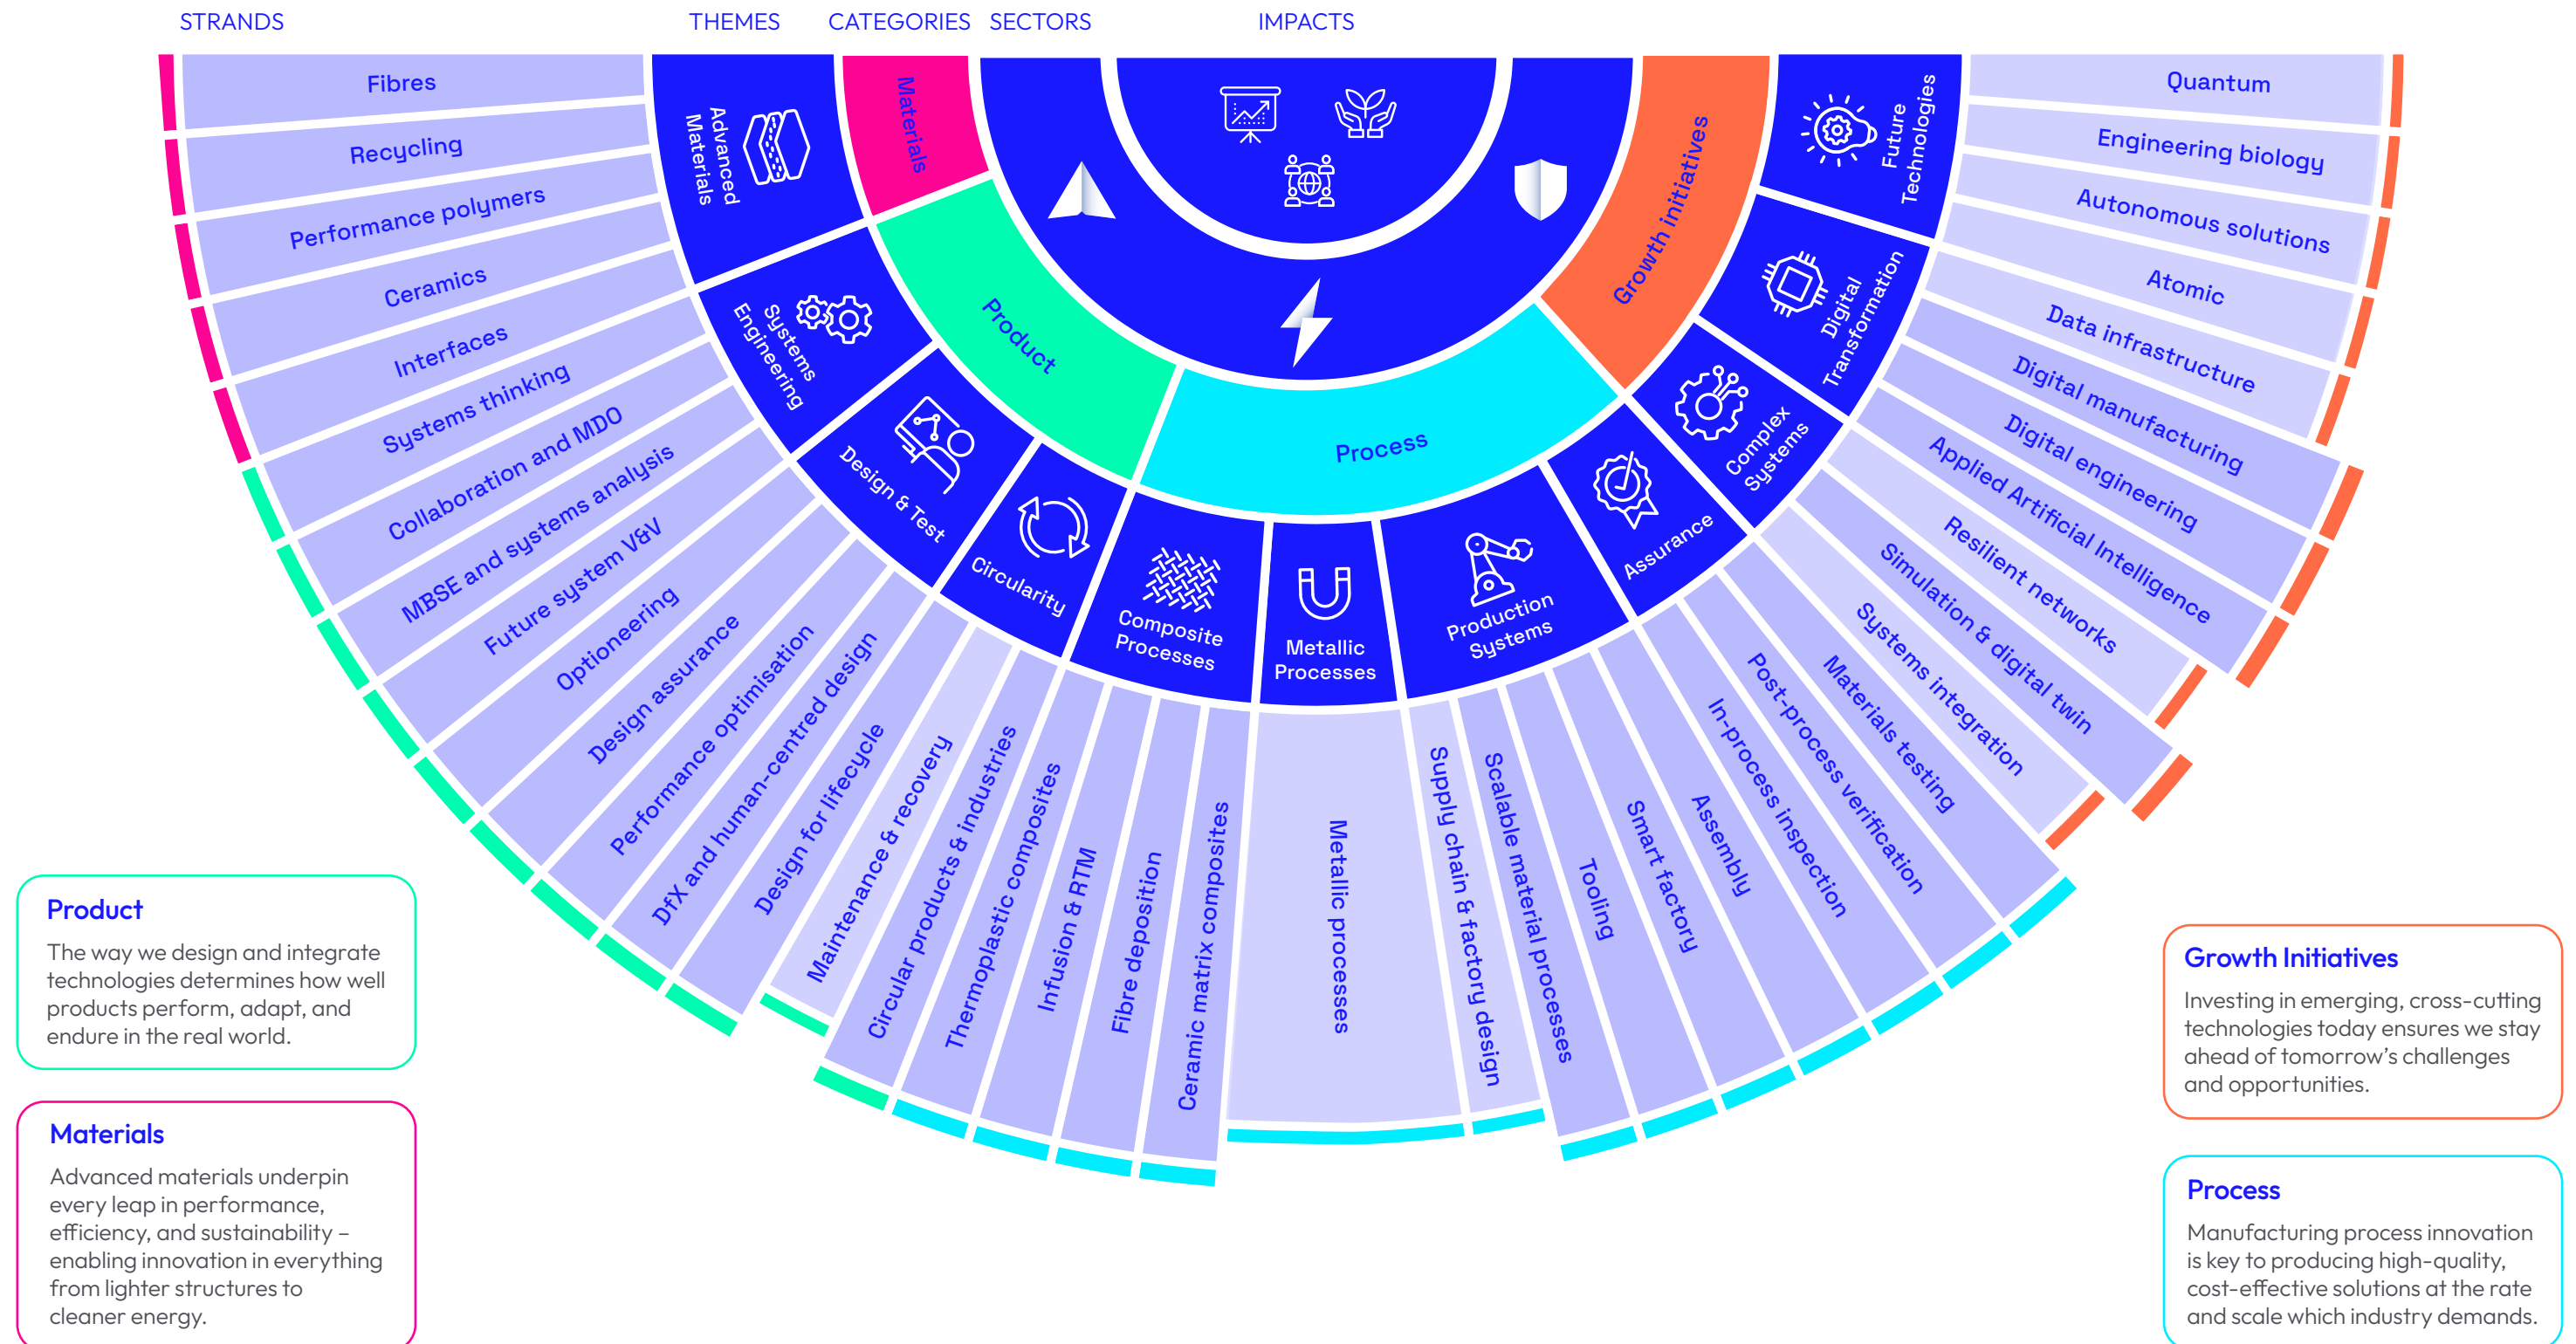 STRANDS
THEMES
CATEGORIES
SECTORS
IMPACTS
Fibres
Recycling
Performance polymers
Ceramics
Interfaces
Systems thinking
Collaboration and MDO
MBSE and systems analysis
Future system V&V
Optioneering
Design assurance
Performance optimisation
DfX and human-centred design
Design for lifecycle
Maintenance & recovery
Circular products & industries
Thermoplastic composites
Infusion & RTM
Fibre deposition
Ceramic matrix composites
Metallic processes
Supply chain & factory design
Scalable material processes
Tooling
Smart factory
Assembly
In-process inspection
Post-process verification
Materials testing
Systems integration
Simulation & digital twin
Resilient networks
Applied Artificial Intelligence
Digital engineering
Digital manufacturing
Data infrastructure
Atomic
Autonomous solutions
Engineering biology
Quantum
Advanced
Materials
Systems
Engineering
Design & Test
Circularity
Composite
Processes
Metallic
Processes
Production
Systems
Assurance
Complex
Systems
Digital
Transformation
Future
Technologies
Materials
Product
Process
Growth initiatives
Product
The way we design and integrate
technologies determines how well
products perform, adapt, and
endure in the real world.
Materials
Advanced materials underpin
every leap in performance,
efficiency, and sustainability –
enabling innovation in everything
from lighter structures to
cleaner energy.
Growth Initiatives
Investing in emerging, cross-cutting
technologies today ensures we stay
ahead of tomorrow's challenges
and opportunities.
Process
Manufacturing process innovation
is key to producing high-quality,
cost-effective solutions at the rate
and scale which industry demands.